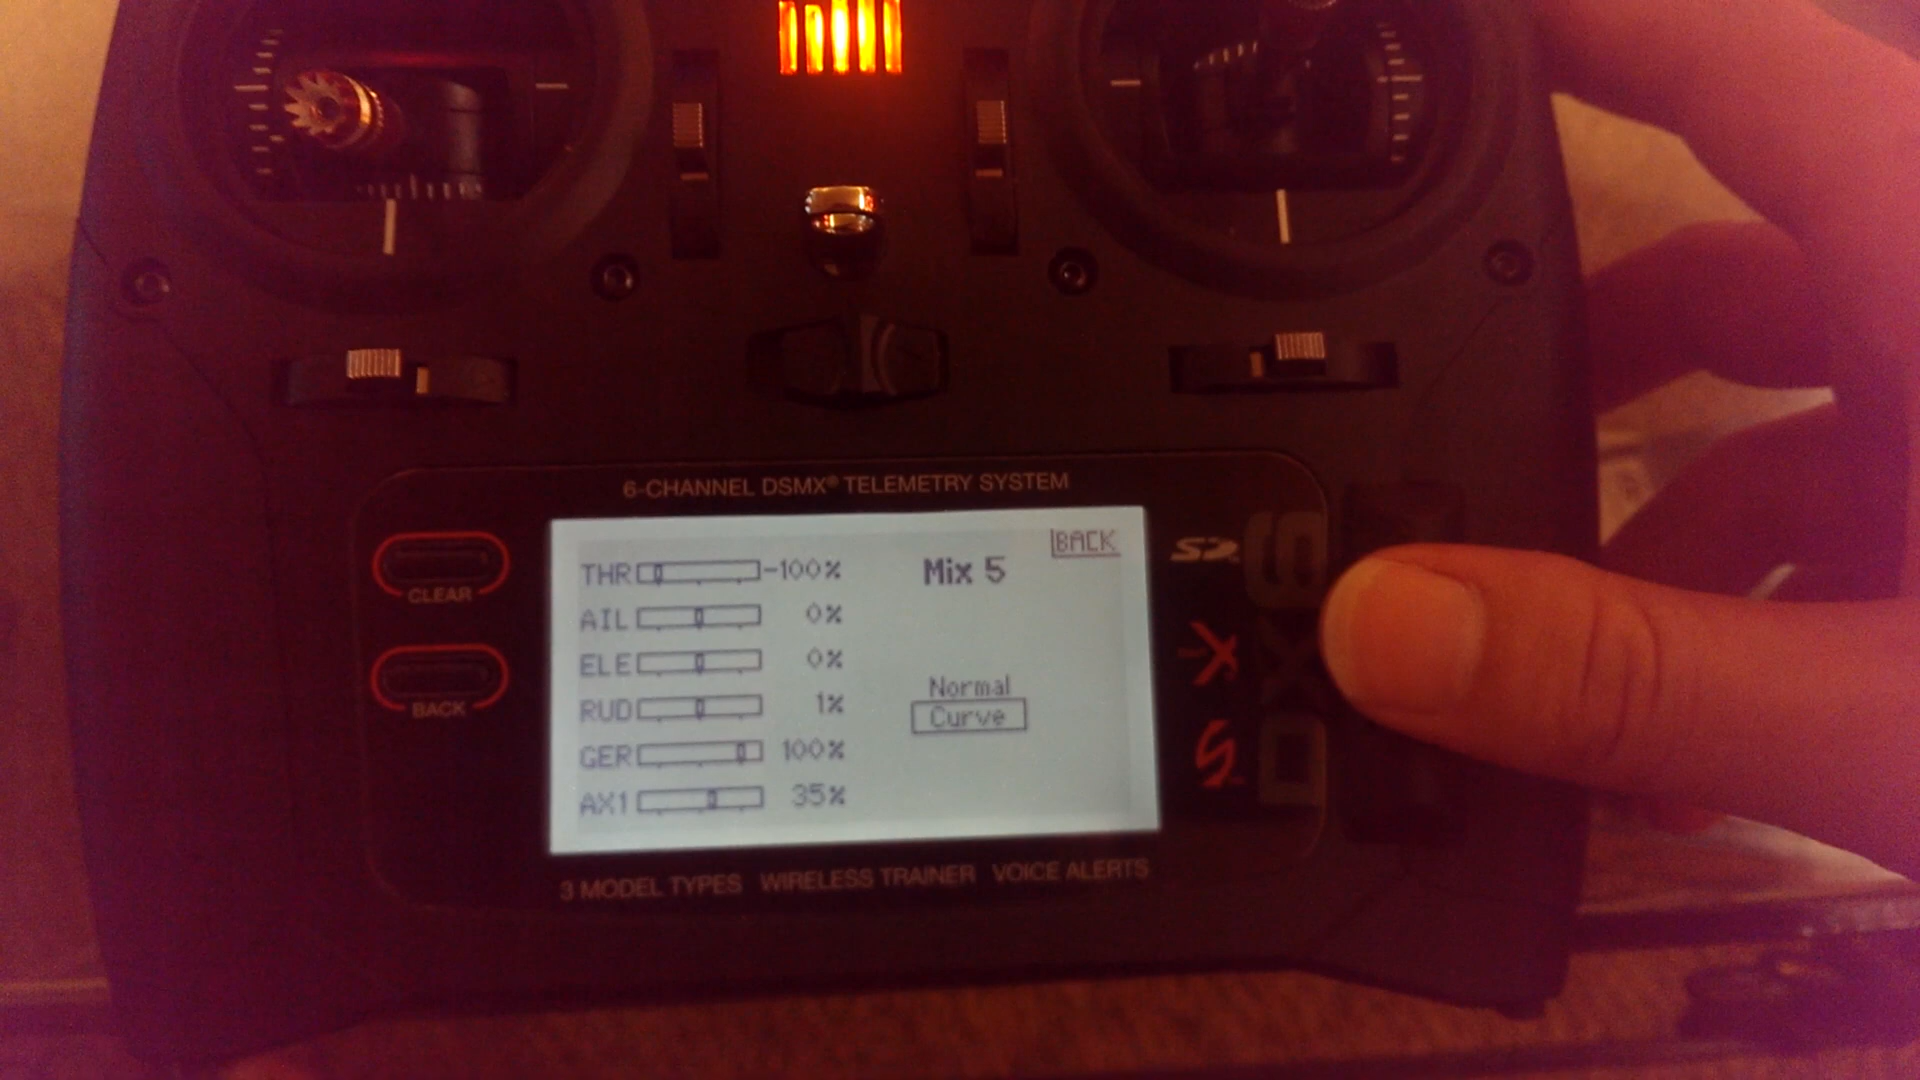 6-CHANNEL DSMX® TELEMETRY SYSTEM
CLEAR
BACK
BACK
Mix 5
THR -100%
AIL 0%
ELE 0%
RUD 1%
GER 100%
AX1 35%
Normal
Curve
3 MODEL TYPES WIRELESS TRAINER VOICE ALERTS